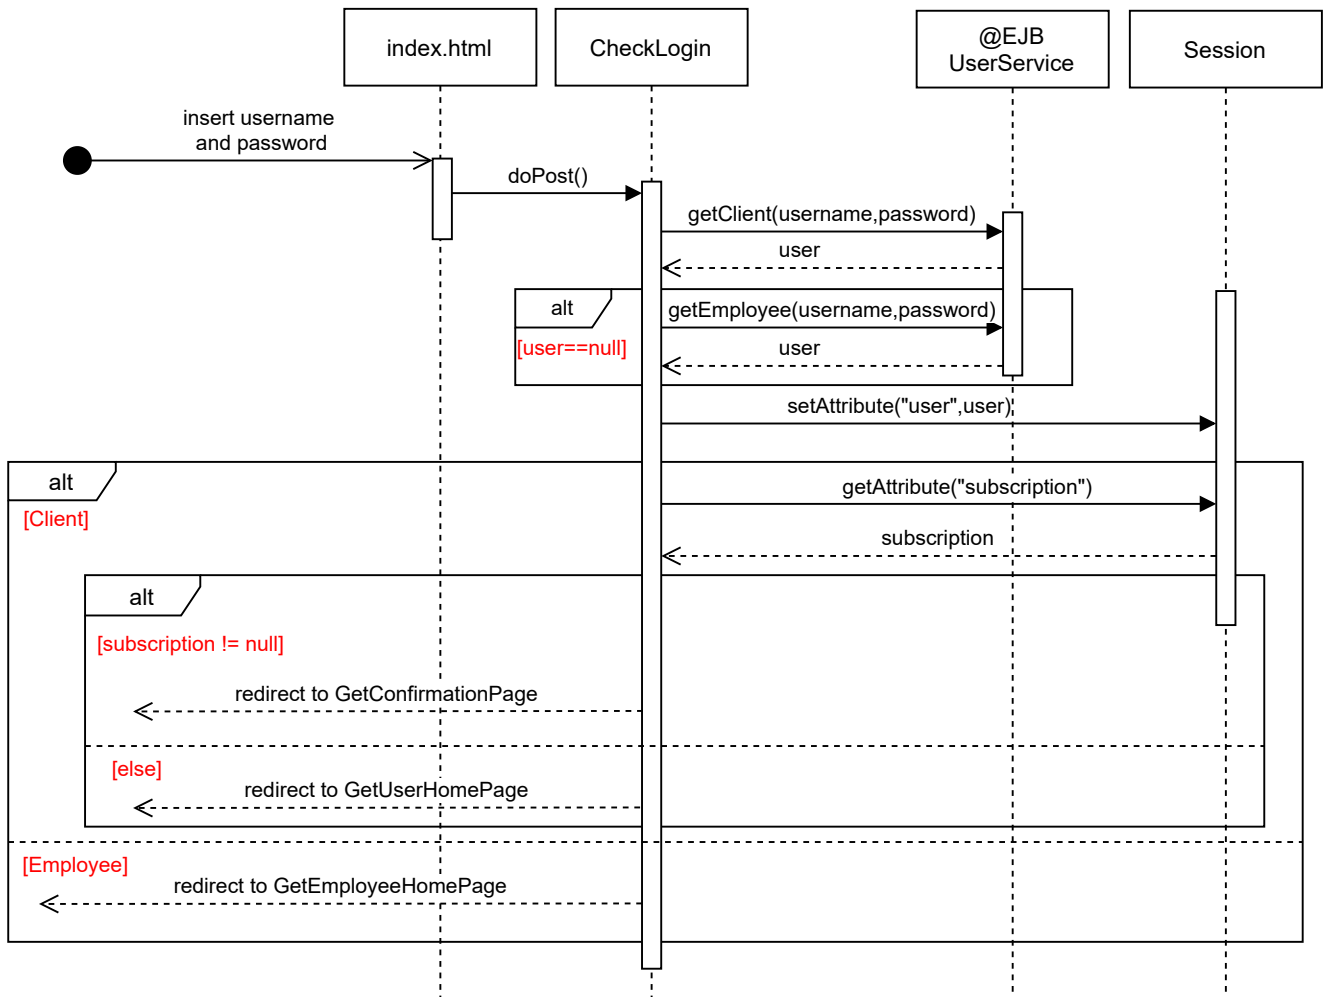 index.html
CheckLogin
@EJB
UserService
Session
insert username
and password
doPost()
getClient(username,password)
user
alt
getEmployee(username,password)
[user==null]
user
setAttribute("user",user)
alt
getAttribute("subscription")
[Client]
subscription
alt
[subscription != null]
redirect to GetConfirmationPage
[else]
redirect to GetUserHomePage
[Employee]
redirect to GetEmployeeHomePage